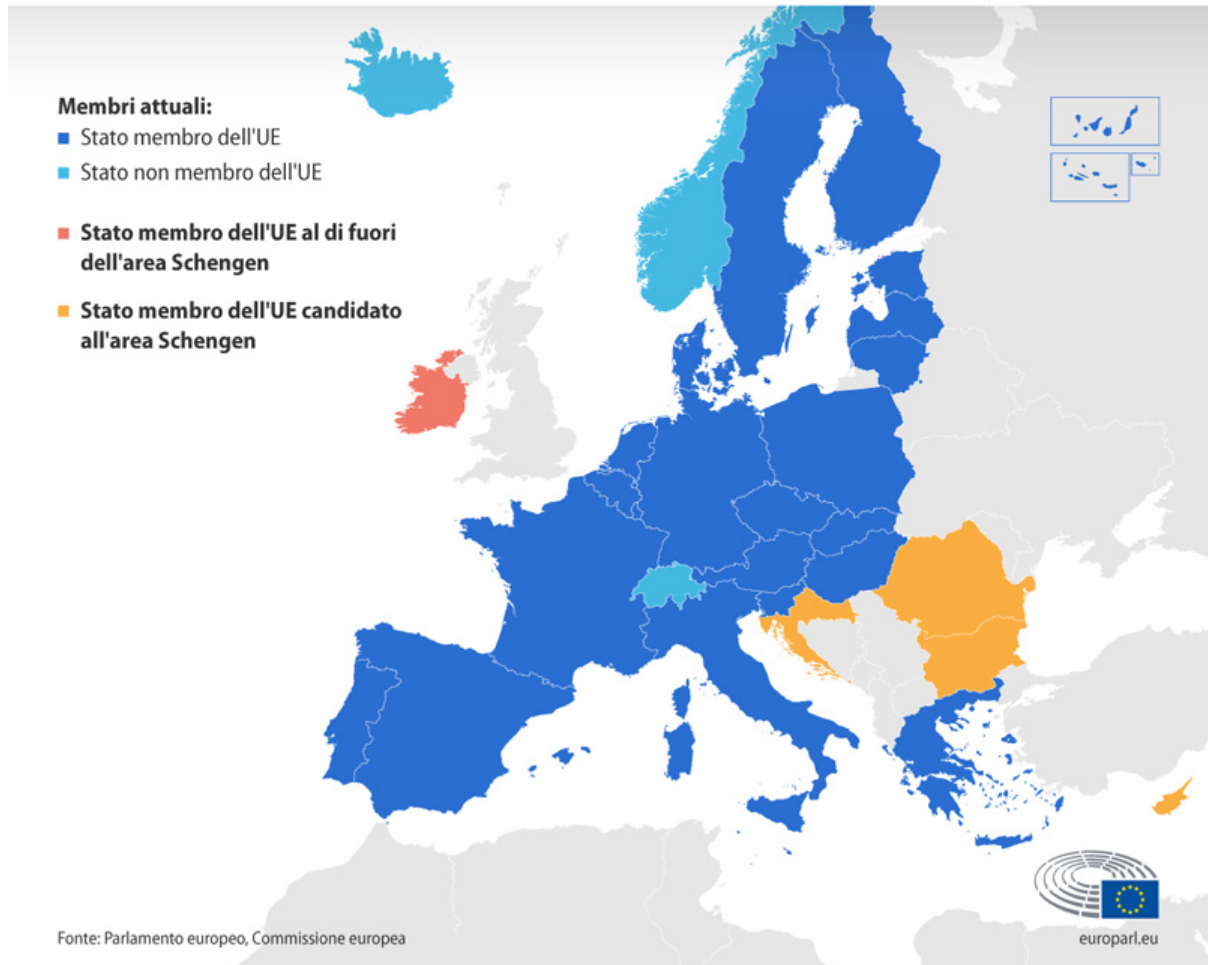 Membri attuali:
Stato membro dell'UE
Stato non membro dell'UE
Stato membro dell'UE al di fuori
dell'area Schengen
Stato membro dell'UE candidato
all'area Schengen
Fonte: Parlamento europeo, Commissione europea
europarl.eu